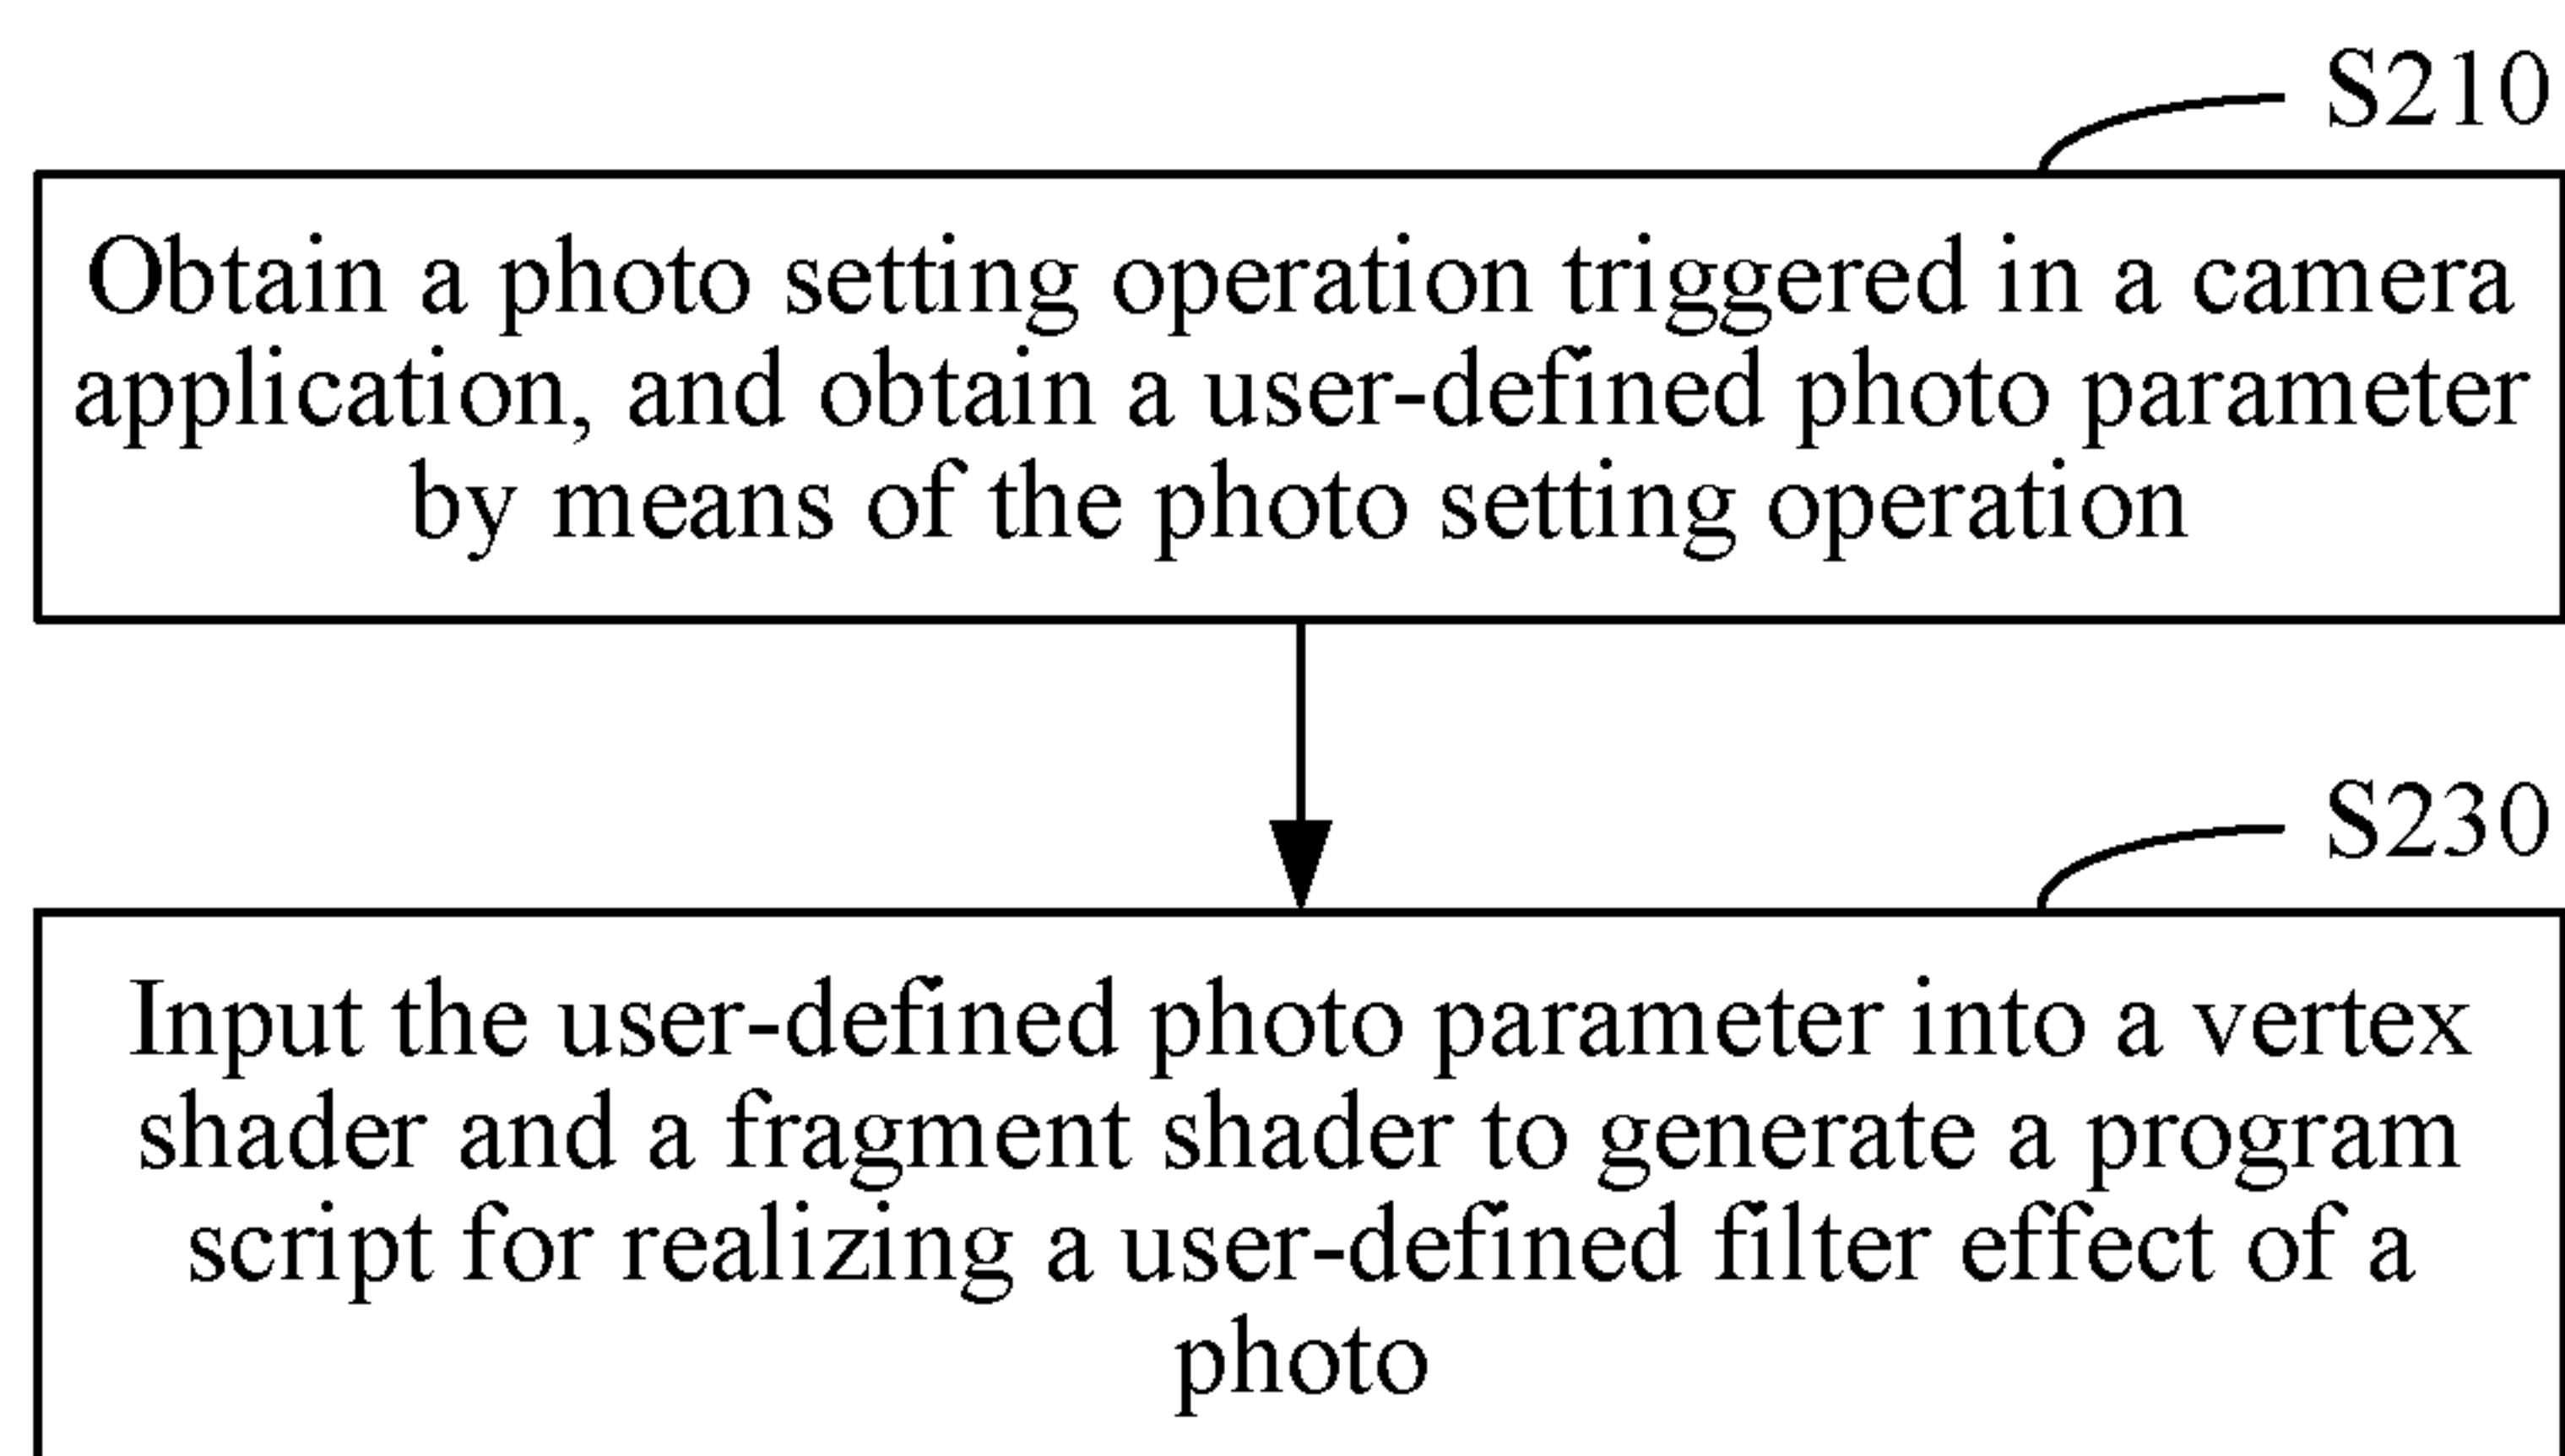 S210
Obtain a photo setting operation triggered in a camera
application, and obtain a user-defined photo parameter
by means of the photo setting operation
S230
Input the user-defined photo parameter into a vertex
shader and a fragment shader to generate a program
script for realizing a user-defined filter effect of a
photo